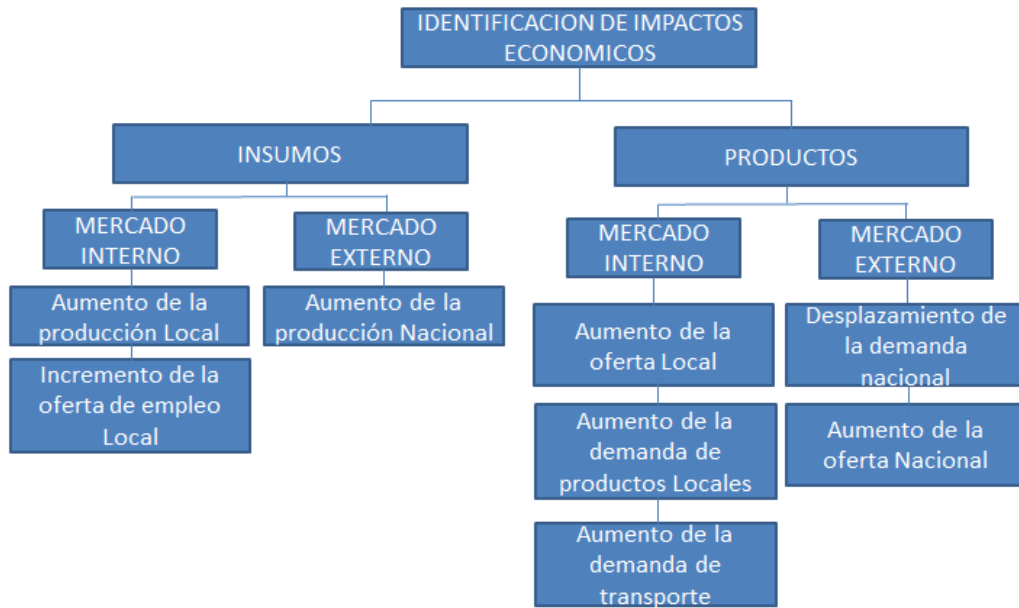 IDENTIFICACION DE IMPACTOS
ECONOMICOS
INSUMOS
PRODUCTOS
MERCADO
INTERNO
MERCADO
EXTERNO
MERCADO
INTERNO
MERCADO
EXTERNO
Aumento de la
producción Local
Aumento de la
producción Nacional
Aumento de la
oferta Local
Desplazamiento de
la demanda
nacional
Incremento de la
oferta de empleo
Local
Aumento de la
demanda de
productos Locales
Aumento de la
oferta Nacional
Aumento de la
demanda de
transporte